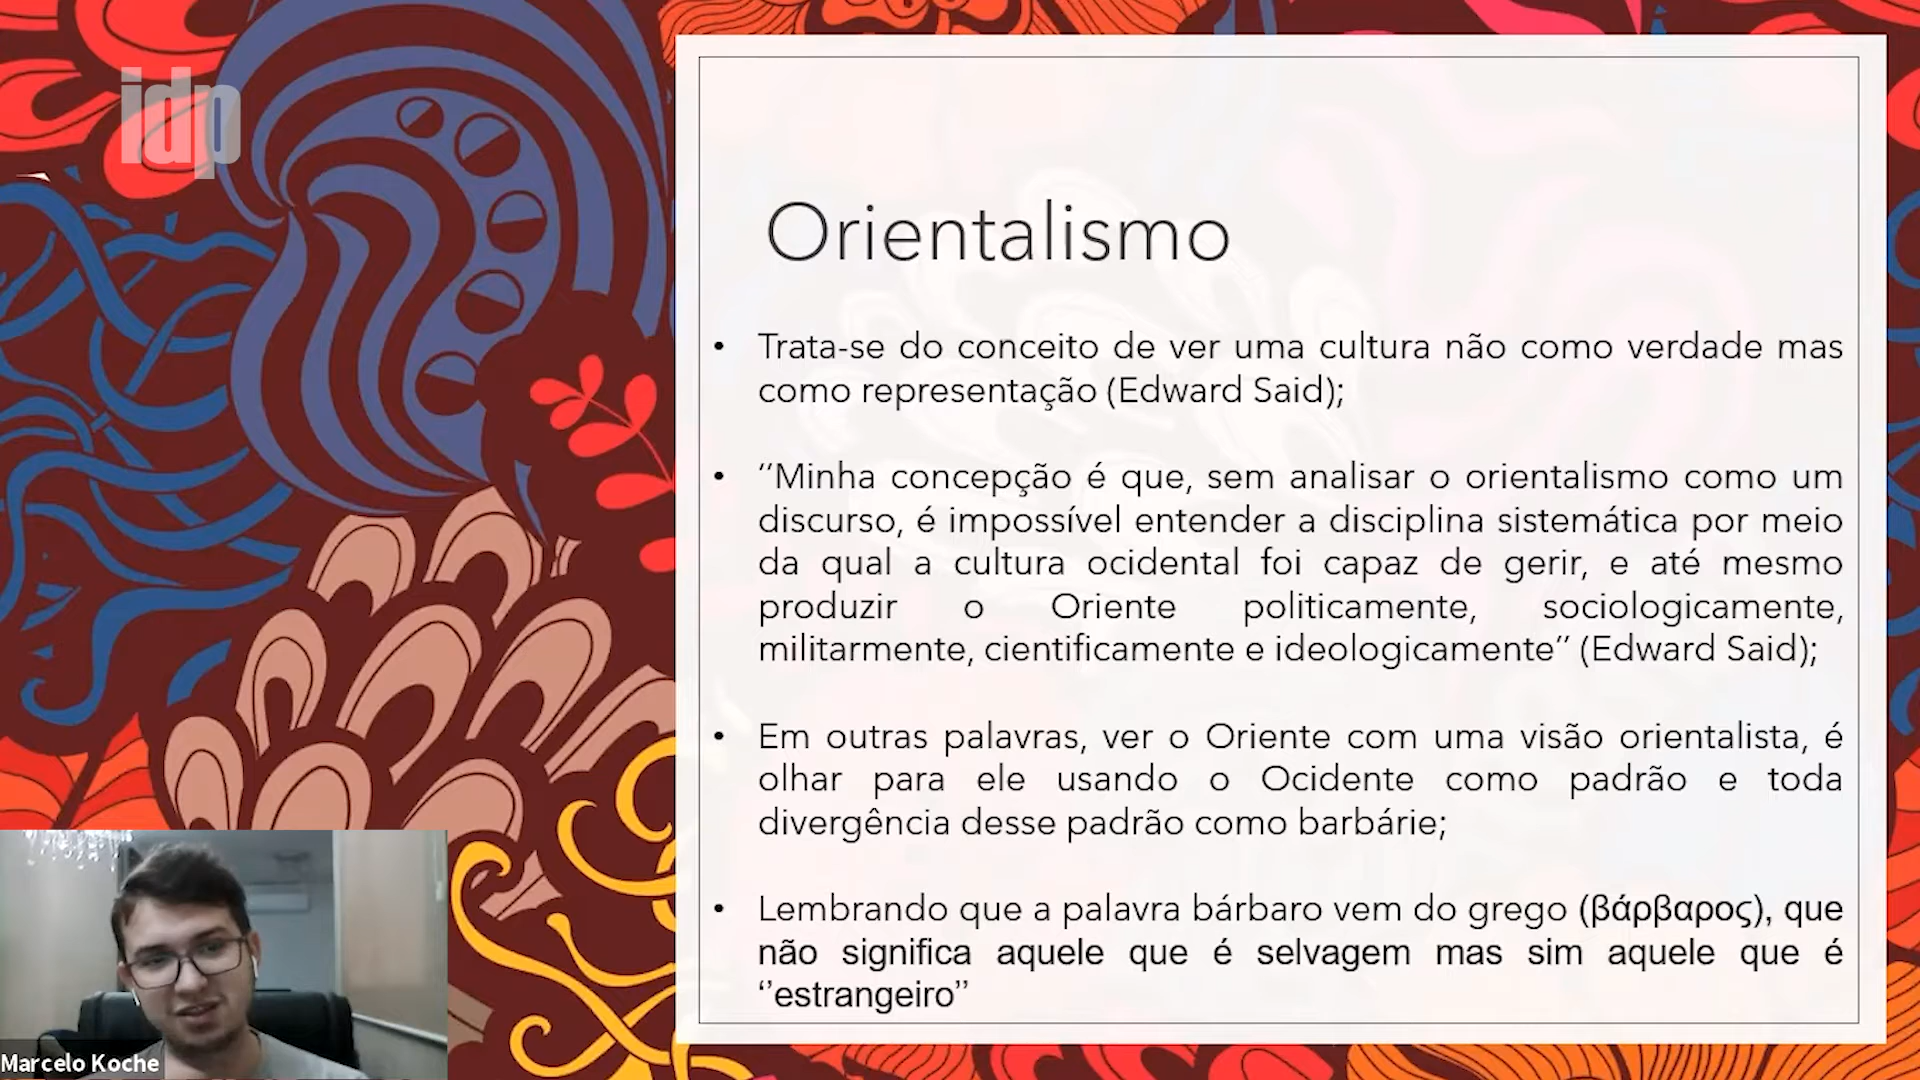 idp
Orientalismo
• Trata-se do conceito de ver uma cultura não como verdade mas
como representação (Edward Said);
• ‘‘Minha concepção é que, sem analisar o orientalismo como um
discurso, é impossível entender a disciplina sistemática por meio
da qual a cultura ocidental foi capaz de gerir, e até mesmo
produzir o Oriente politicamente, sociologicamente,
militarmente, cientificamente e ideologicamente’’ (Edward Said);
• Em outras palavras, ver o Oriente com uma visão orientalista, é
olhar para ele usando o Ocidente como padrão e toda
divergência desse padrão como barbárie;
• Lembrando que a palavra bárbaro vem do grego (βάρβαρος), que
não significa aquele que é selvagem mas sim aquele que é
‘’estrangeiro’’
Marcelo Koche